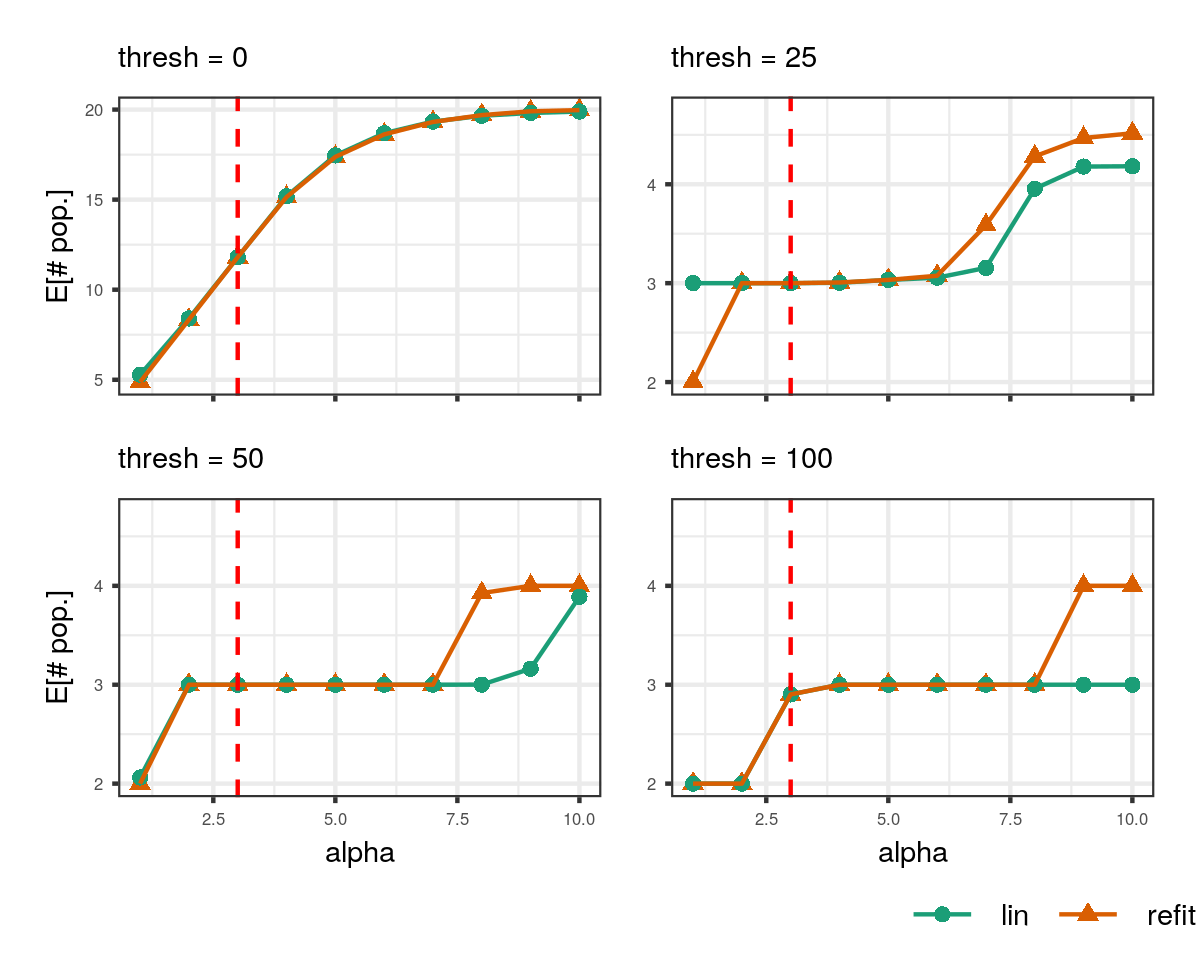 thresh = 0
thresh = 25
E[# pop.]
20
15
10
5
4
3
2
thresh = 50
thresh = 100
E[# pop.]
4
3
2
4
3
2
2.5 5.0 7.5 10.0
2.5 5.0 7.5 10.0
alpha
alpha
lin refit